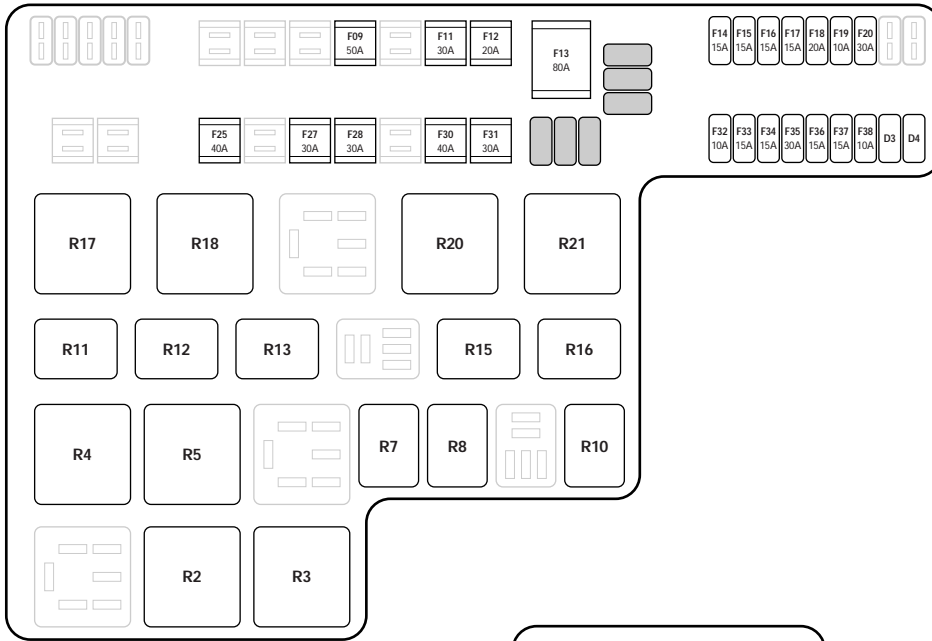 F09 F11 F12
50A 30A 20A
F13
80A
F14 F15 F16 F17 F18 F19 F20
15A 15A 15A 15A 20A 10A 30A
F25 F27 F28 F30 F31
40A 30A 30A 40A 30A
F32 F33 F34 F35 F36 F37 F38 D3 D4
10A 15A 15A 30A 15A 15A 10A
R17 R18 R20 R21
R11 R12 R13 R15 R16
R4 R5 R7 R8 R10
R2 R3